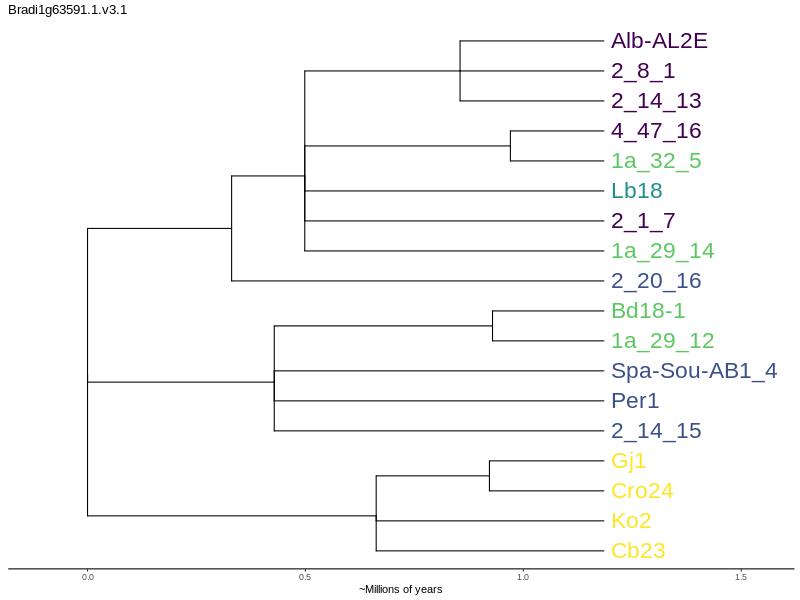 Bradi1g63591.1.v3.1
Alb-AL2E
2_8_1
2_14_13
4_47_16
1a_32_5
Lb18
2_1_7
1a_29_14
2_20_16
Bd18-1
1a_29_12
Spa-Sou-AB1_4
Per1
2_14_15
Gj1
Cro24
Ko2
Cb23
0.0 0.5 1.0 1.5
~Millions of years